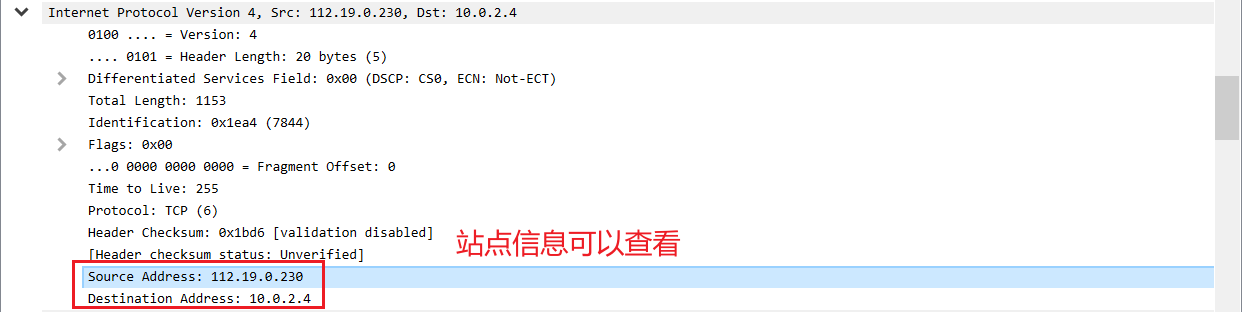 Internet Protocol Version 4, Src: 112.19.0.230, Dst: 10.0.2.4
0100 .... = Version: 4
.... 0101 = Header Length: 20 bytes (5)
Differentiated Services Field: 0x00 (DSCP: CS0, ECN: Not-ECT)
Total Length: 1153
Identification: 0x1ea4 (7844)
Flags: 0x00
...0 0000 0000 0000 = Fragment Offset: 0
Time to Live: 255
Protocol: TCP (6)
Header Checksum: 0x1bd6 [validation disabled]
站点信息可以查看
[Header checksum status: Unverified]
Source Address: 112.19.0.230
Destination Address: 10.0.2.4